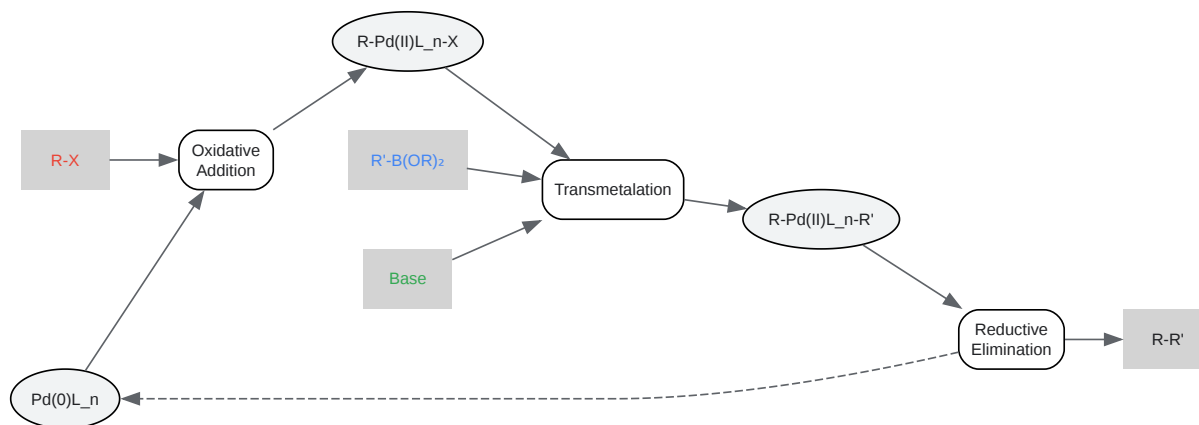 R-Pd(II)L_n-X
R-X
Oxidative
Addition
R'-B(OR)₂
Transmetalation
R-Pd(II)L_n-R'
Base
Reductive
Elimination
R-R'
Pd(0)L_n